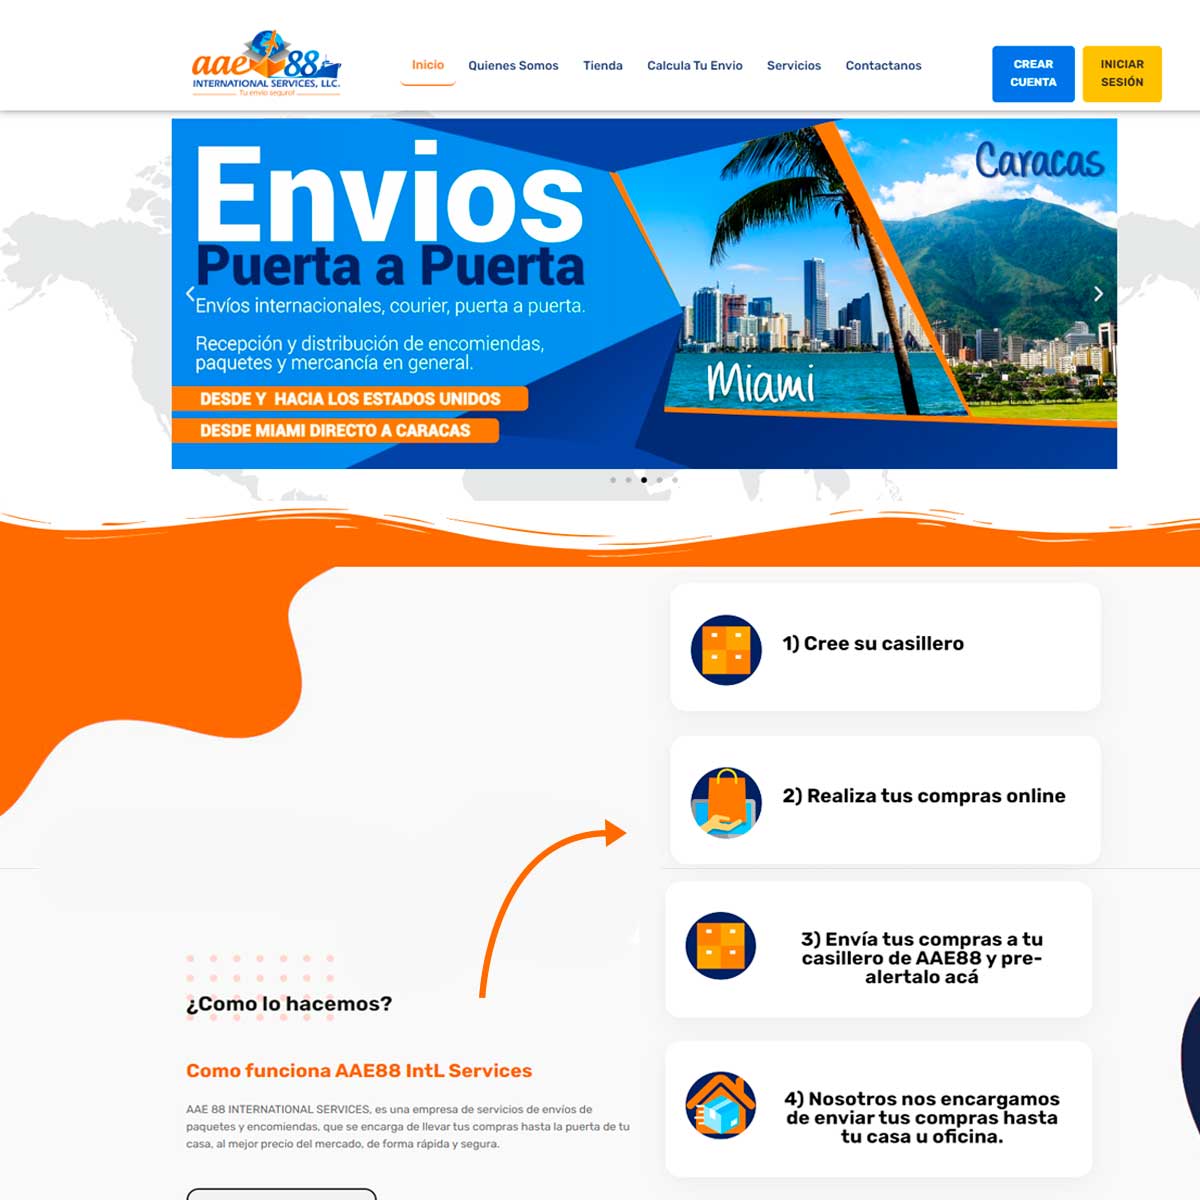 aae 88
INTERNATIONAL SERVICES, LLC.
Tu envio seguro!
Inicio
Quienes Somos
Tienda
Calcula Tu Envio
Servicios
Contactanos
CREAR
CUENTA
INICIAR
SESIÓN
Envios
Puerta a Puerta
Envíos internacionales, courier, puerta a puerta.
Recepción y distribución de encomiendas,
paquetes y mercancía en general.
DESDE Y HACIA LOS ESTADOS UNIDOS
DESDE MIAMI DIRECTO A CARACAS
Miami
Caracas
1) Cree su casillero
2) Realiza tus compras online
3) Envía tus compras a tu
casillero de AAE88 y pre-
alertalo acá
4) Nosotros nos encargamos
de enviar tus compras hasta
tu casa u oficina.
¿Como lo hacemos?
Como funciona AAE88 IntL Services
AAE 88 INTERNATIONAL SERVICES, es una empresa de servicios de envíos de
paquetes y encomiendas, que se encarga de llevar tus compras hasta la puerta de tu
casa, al mejor precio del mercado, de forma rápida y segura.